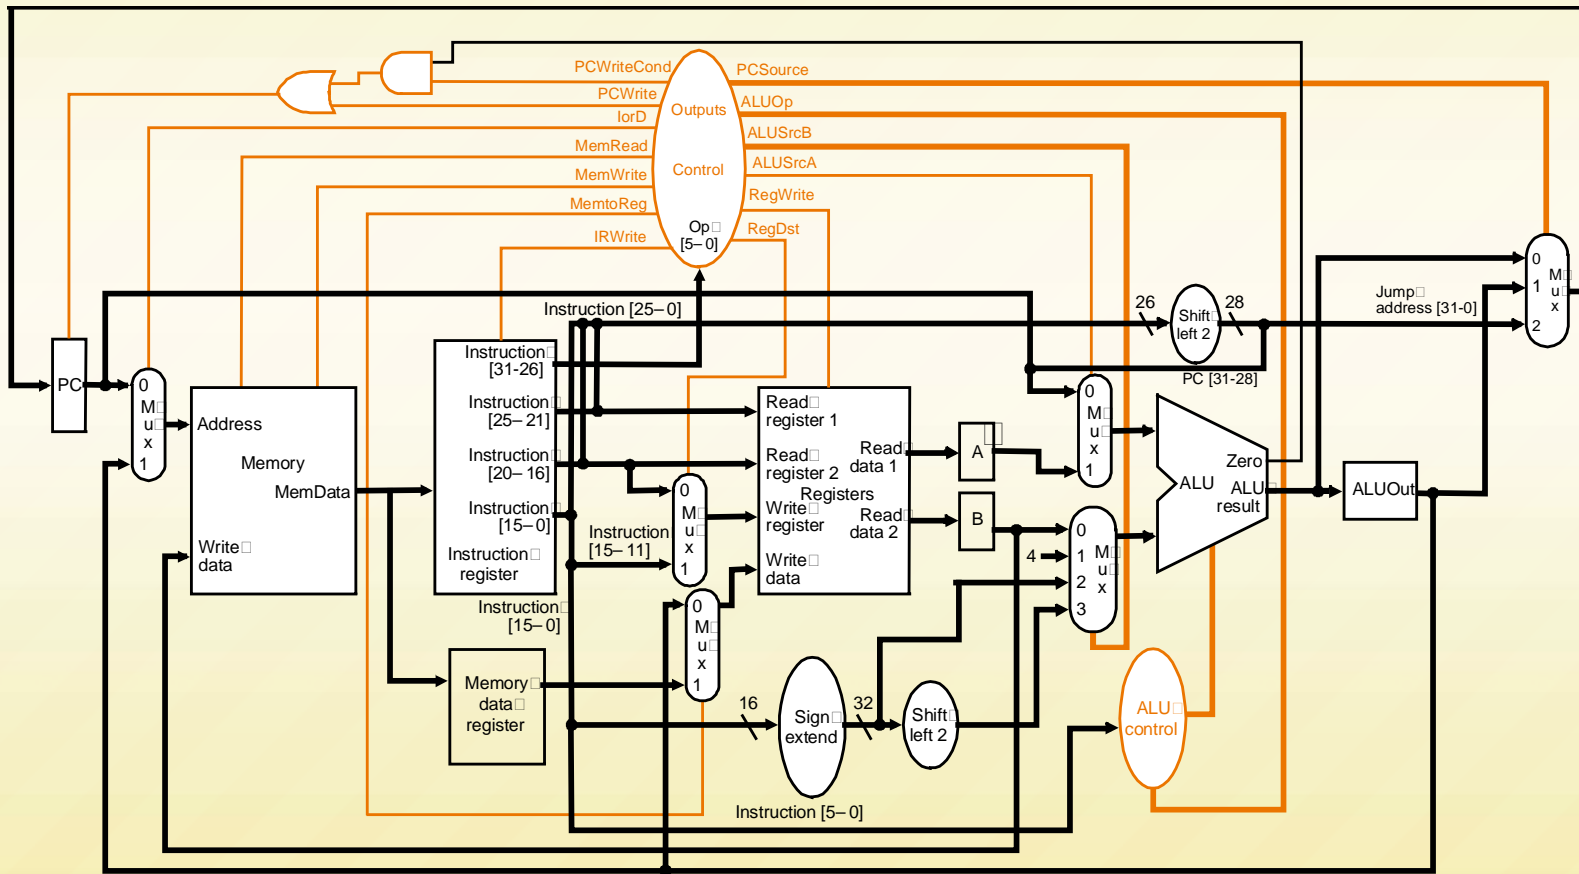 PCWriteCond
PCSource
PCWrite
ALUOp
Outputs
IorD
ALUSrcB
MemRead
ALUSrcA
Control
MemWrite
RegWrite
MemtoReg
RegDst
IRWrite
Op
[5–0]
0
M
u
x
1
2
Jump
address [31-0]
Instruction [25–0]
26
28
Shift
left 2
PC [31-28]
PC
0
M
u
x
1
Address
Memory
MemData
Write
data
Instruction
[31-26]
Instruction
[25–21]
Instruction
[20–16]
Instruction
[15–0]
Instruction
register
Instruction
[15–0]
Instruction
[15–11]
0
M
u
x
1
0
M
u
x
1
Read
register 1
Read
register 2
Write
register
Write
data
Registers
Read
data 1
Read
data 2
A
B
0
M
u
x
1
0
4
1
M
u
x
2
3
Zero
ALU
ALU
result
ALUOut
Memory
data
register
16
Sign
extend
32
Shift
left 2
ALU
control
Instruction [5–0]